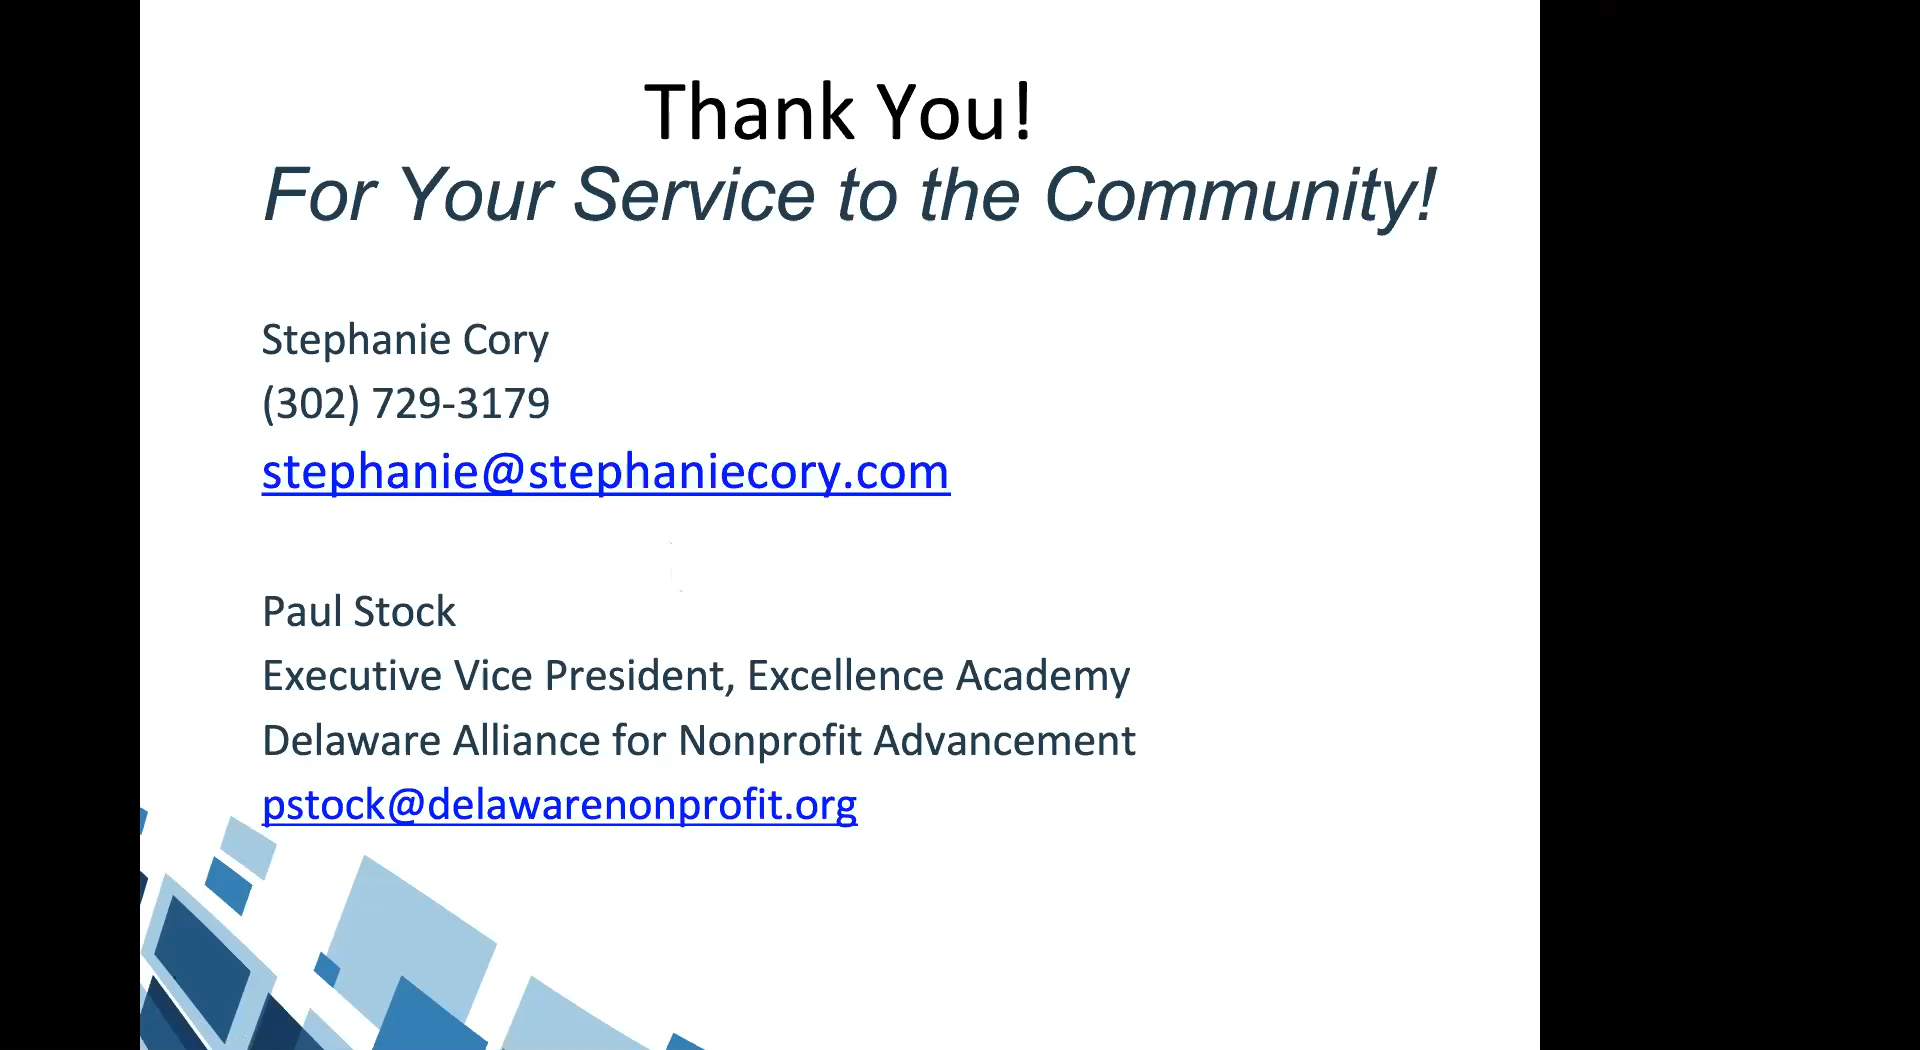 Thank You!
For Your Service to the Community!
Stephanie Cory
(302) 729-3179
stephanie@stephaniecory.com
Paul Stock
Executive Vice President, Excellence Academy
Delaware Alliance for Nonprofit Advancement
pstock@delawarenonprofit.org